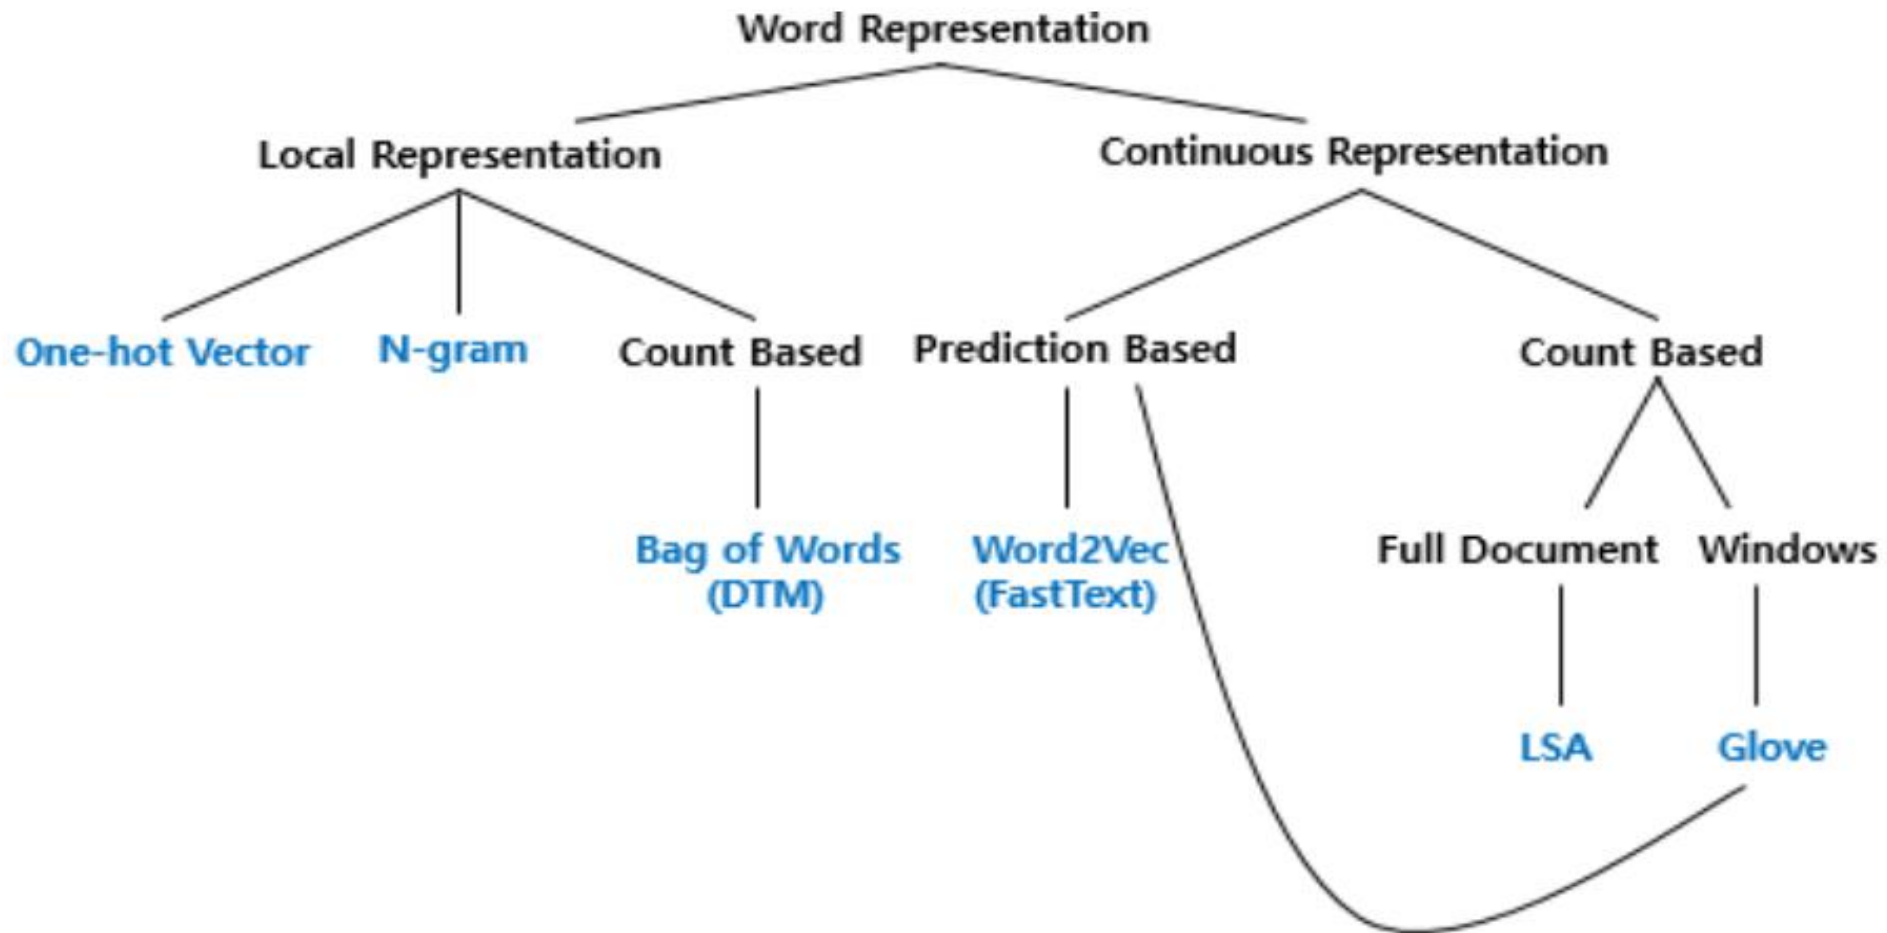 Word Representation
Local Representation
Continuous Representation
One-hot Vector
N-gram
Count Based
Prediction Based
Count Based
Bag of Words
(DTM)
Word2Vec
(FastText)
Full Document
Windows
LSA
Glove